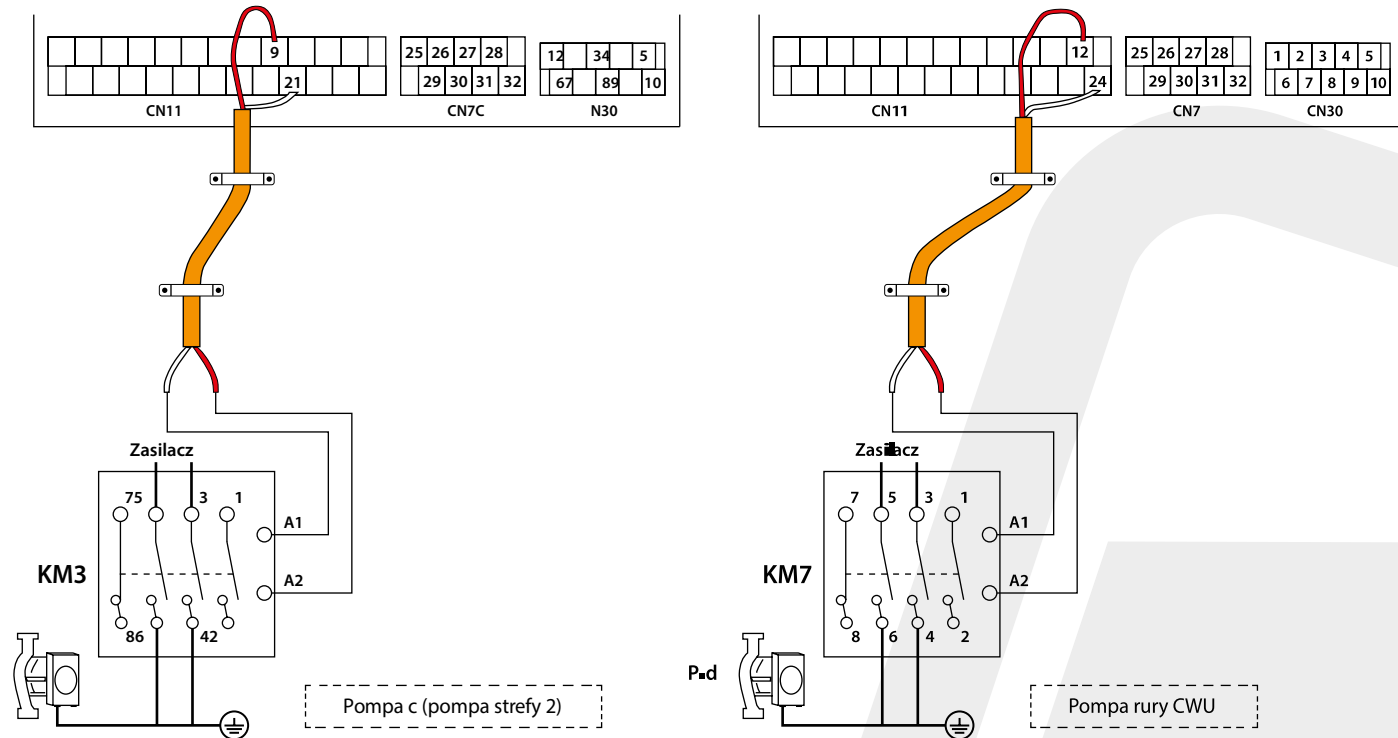 9
25 26 27 28
12 34 5
21
29 30 31 32
67 89 10
CN11 CN7C N30
Zasilacz
75 3 1
A1
A2
KM3
86 42
Pompa c (pompa strefy 2)
12
25 26 27 28
1 2 3 4 5
24
29 30 31 32
6 7 8 9 10
CN11 CN7 CN30
7 5 3 1
A1
A2
KM7
8 6 4 2
Pompa rury CWU